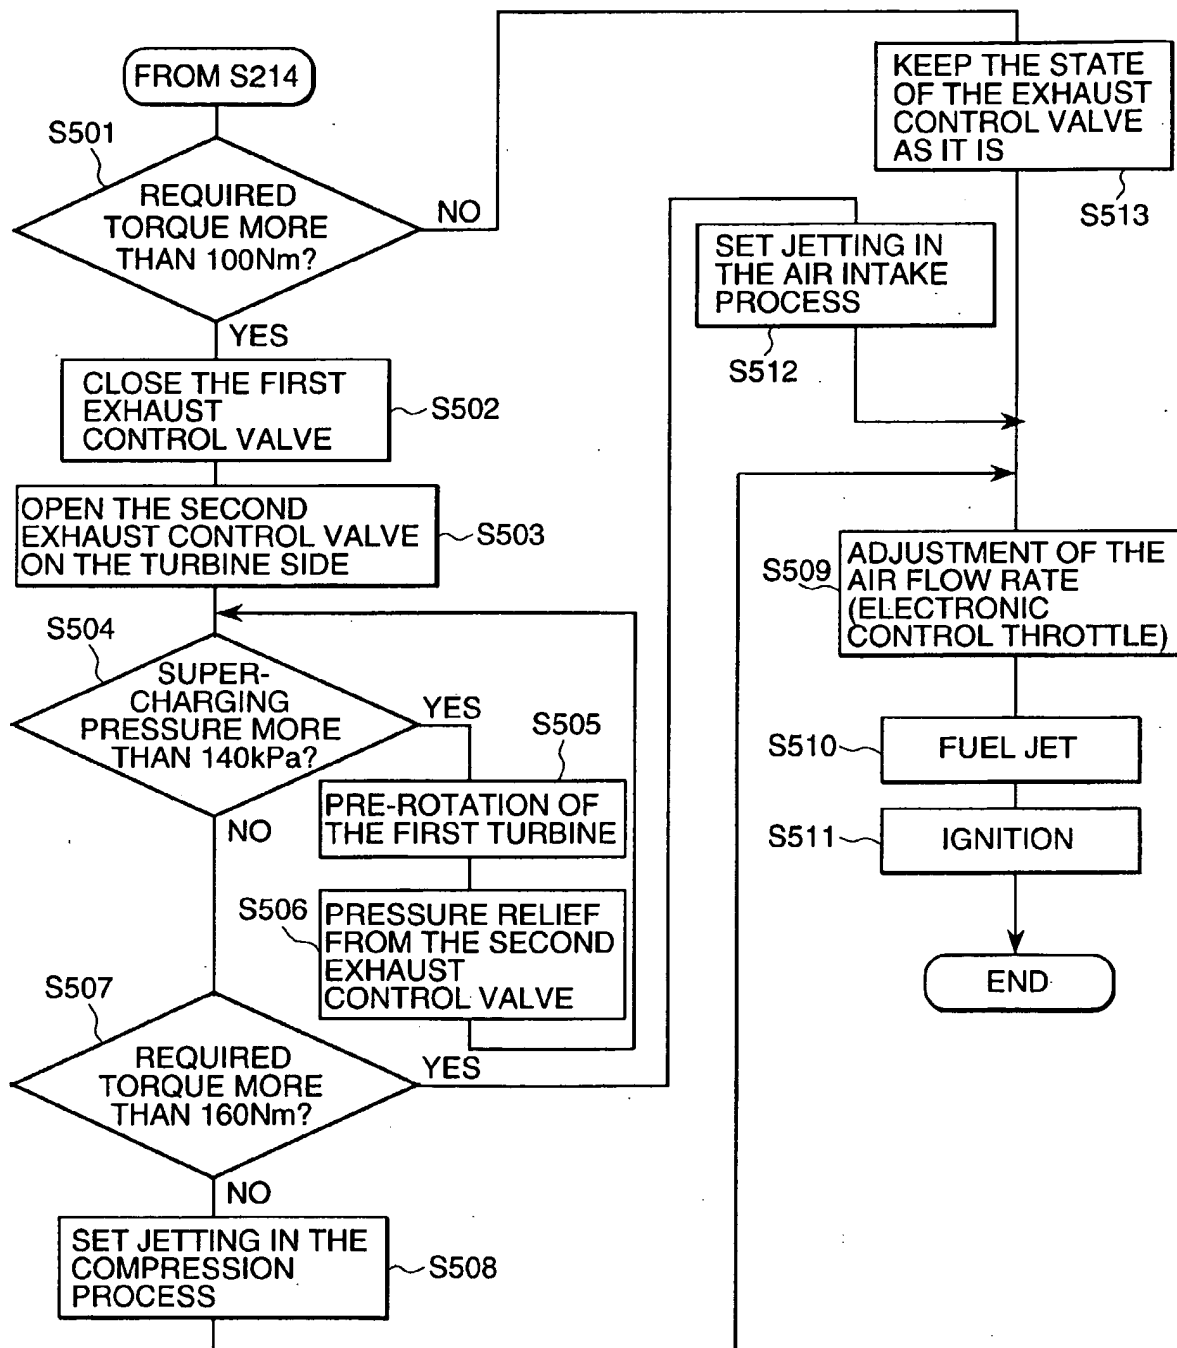 FROM S214
S501
REQUIRED
TORQUE MORE
THAN 100Nm?
NO
YES
CLOSE THE FIRST
EXHAUST
CONTROL VALVE
S502
OPEN THE SECOND
EXHAUST CONTROL VALVE
ON THE TURBINE SIDE
S503
S504
SUPER-
CHARGING
PRESSURE MORE
THAN 140kPa?
YES
NO
S505
PRE-ROTATION OF
THE FIRST TURBINE
S506
PRESSURE RELIEF
FROM THE SECOND
EXHAUST
CONTROL VALVE
S507
REQUIRED
TORQUE MORE
THAN 160Nm?
YES
NO
SET JETTING IN THE
COMPRESSION
PROCESS
S508
SET JETTING IN
THE AIR INTAKE
PROCESS
S512
KEEP THE STATE
OF THE EXHAUST
CONTROL VALVE
AS IT IS
S513
S509
ADJUSTMENT OF THE
AIR FLOW RATE
(ELECTRONIC
CONTROL THROTTLE)
S510
FUEL JET
S511
IGNITION
END